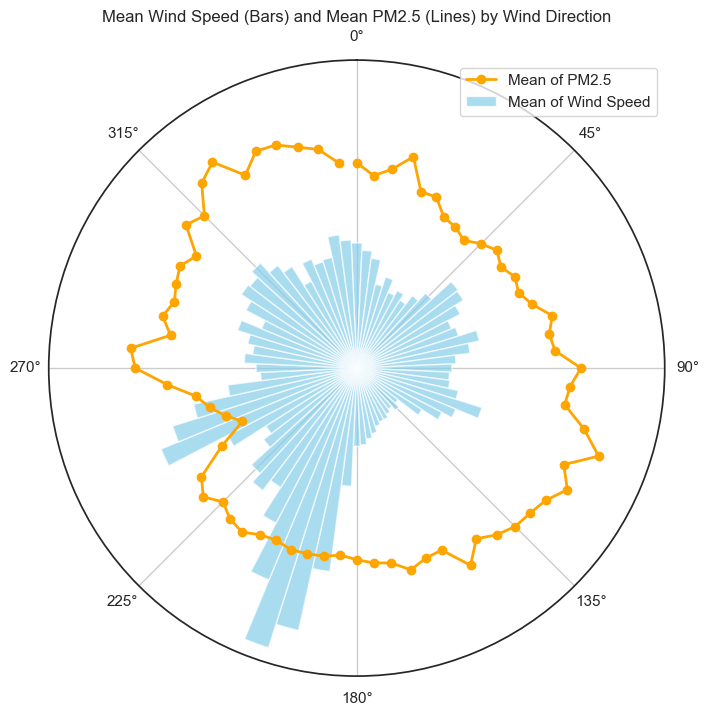 Mean Wind Speed (Bars) and Mean PM2.5 (Lines) by Wind Direction
0°
Mean of PM2.5
Mean of Wind Speed
315°
45°
270°
90°
225°
135°
180°